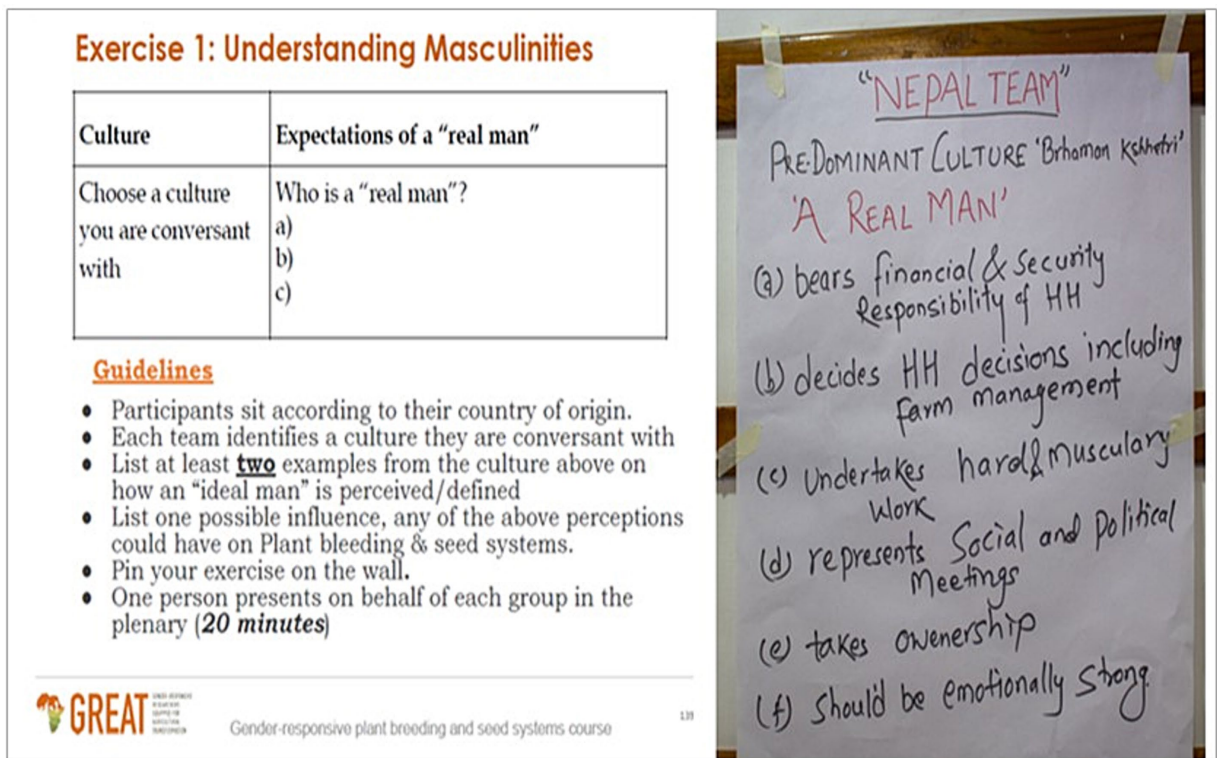 Exercise 1: Understanding Masculinities
Culture
Expectations of a “real man”
Choose a culture
you are conversant
with
Who is a “real man”?
a)
b)
c)
Guidelines
● Participants sit according to their country of origin.
● Each team identifies a culture they are conversant with
● List at least two examples from the culture above on
how an “ideal man” is perceived/defined
● List one possible influence, any of the above perceptions
could have on Plant bleeding & seed systems.
● Pin your exercise on the wall.
● One person presents on behalf of each group in the
plenary (20 minutes)
GREAT
Gender-responsive plant breeding and seed systems course
139
“NEPAL TEAM”
PRE-DOMINANT CULTURE ‘Brhamon Kshhetri’
‘A REAL MAN’
(a) bears financial & security
Responsibility of HH
(b) decides HH decisions including
farm management
(c) Undertakes hard & Musculary
work
(d) represents Social and political
Meetings
(e) takes owenership
(f) should be emotionally strong.